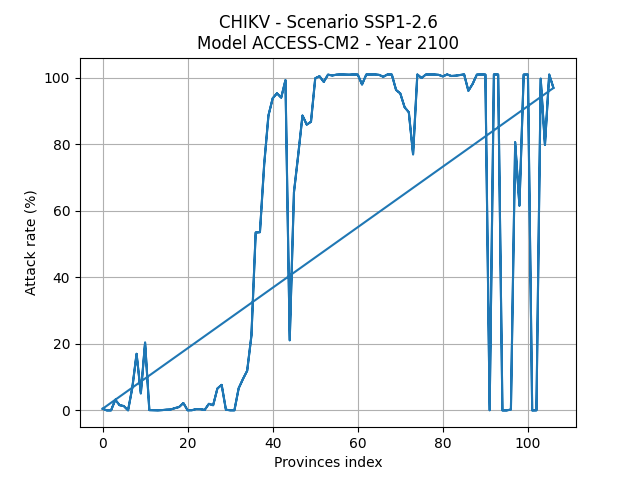 CHIKV - Scenario SSP1-2.6
Model ACCESS-CM2 - Year 2100
Attack rate (%)
100
80
60
40
20
0
0 20 40 60 80 100
Provinces index